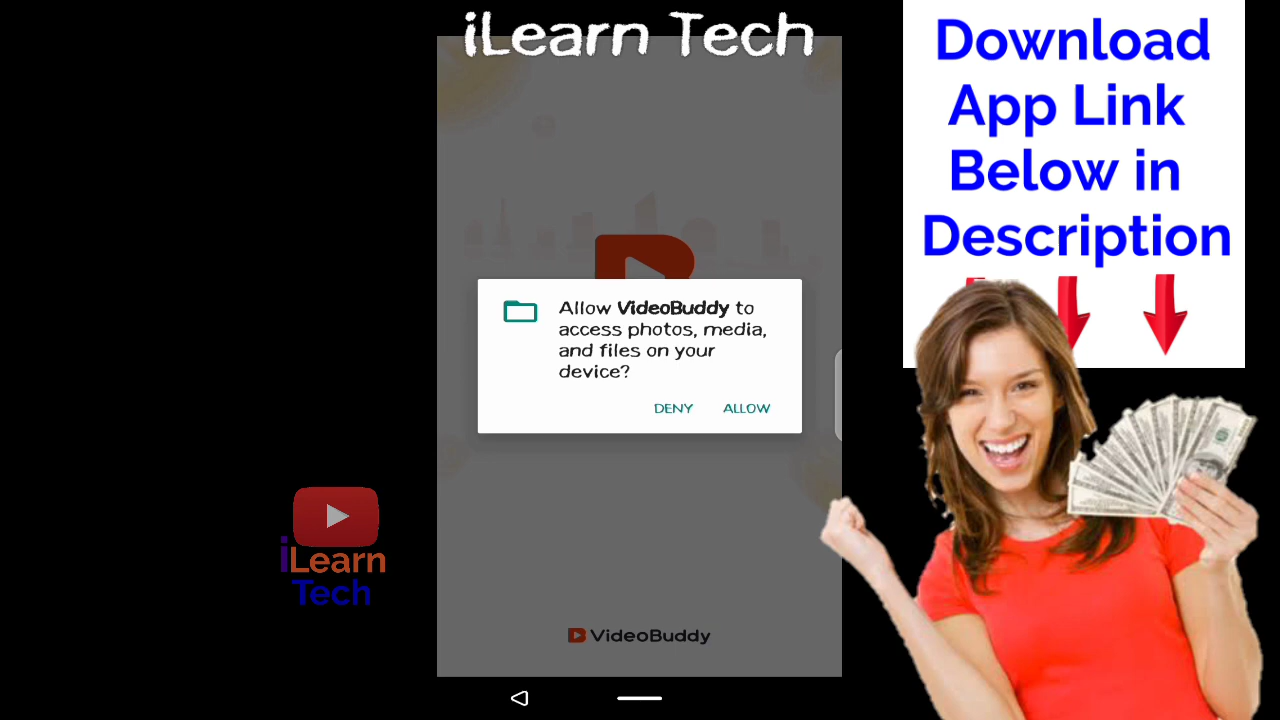 iLearn Tech
Download
App Link
Below in
Description
Allow VideoBuddy to
access photos, media,
and files on your
device?
DENY ALLOW
iLearn
Tech
VideoBuddy